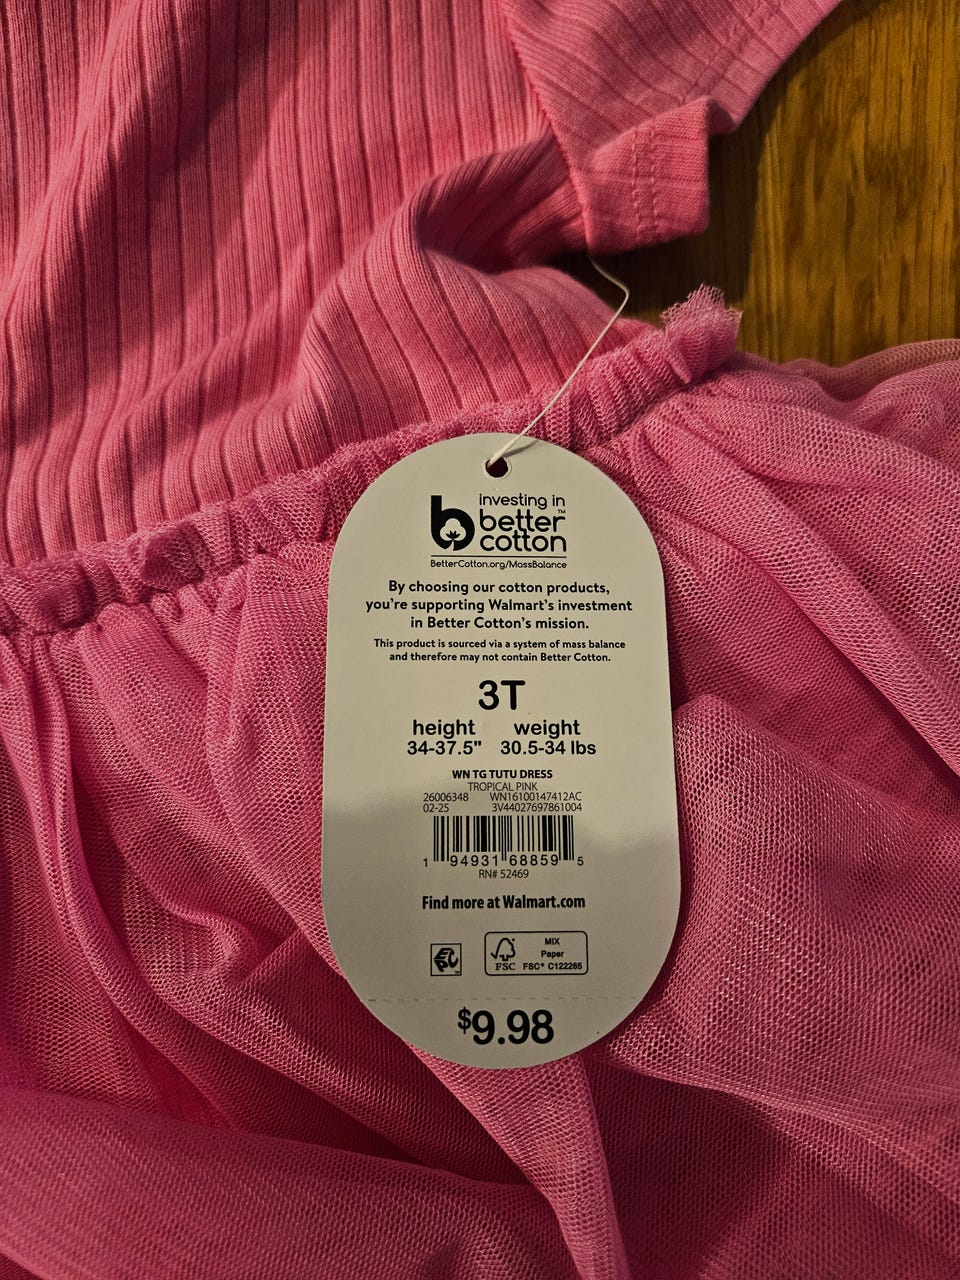 investing in
better™
cotton
BetterCotton.org/MassBalance
By choosing our cotton products,
you're supporting Walmart's investment
in Better Cotton's mission.
This product is sourced via a system of mass balance
and therefore may not contain Better Cotton.
3T
height weight
34-37.5" 30.5-34 lbs
WN TG TUTU DRESS
TROPICAL PINK
26006348 WN16100147412AC
02-25 3V44027697861004
1 94931 68859 5
RN# 52469
Find more at Walmart.com
FSC MIX
Paper
FSC® C122265
$9.98